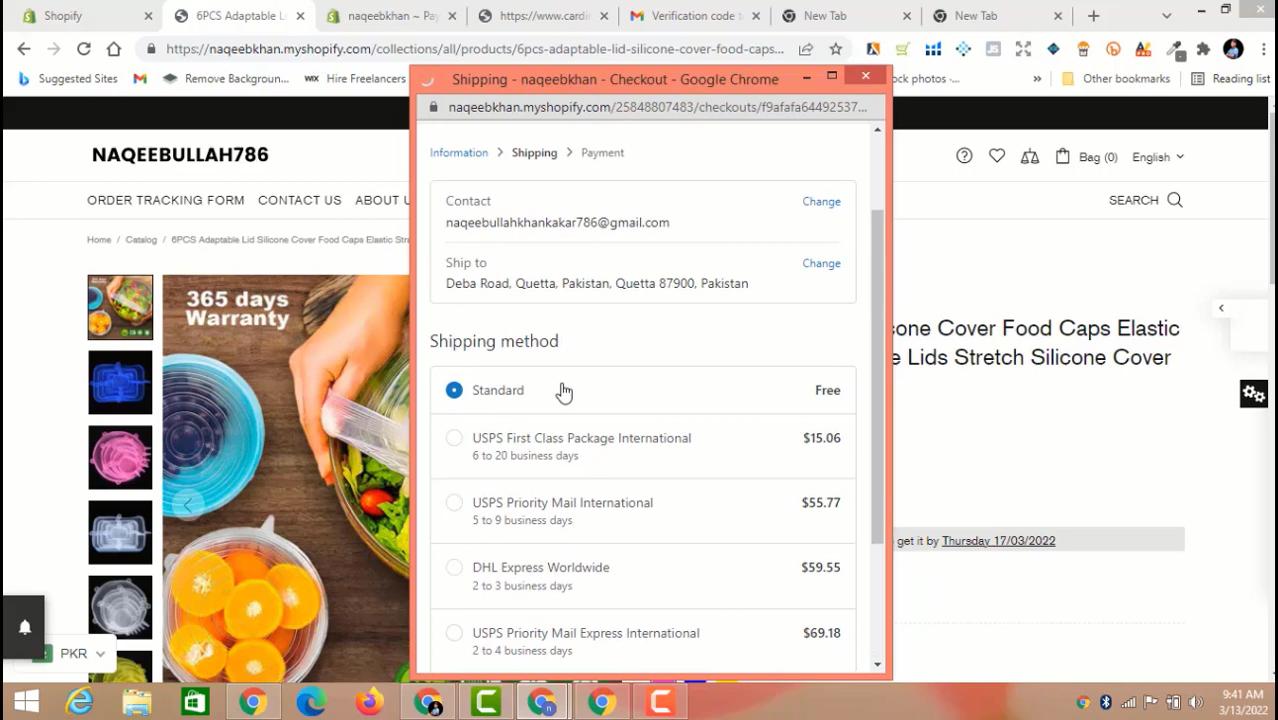 Shopify
6PCS Adaptable L
naqeebkhan ~ Pay
https://www.cardin
Verification code t
New Tab
New Tab
https://naqeebkhan.myshopify.com/collections/all/products/6pcs-adaptable-lid-silicone-cover-food-caps...
Suggested Sites
Remove Backgroun...
WIX Hire Freelancers
ock photos -...
Other bookmarks
Reading list
Shipping - naqeebkhan - Checkout - Google Chrome
naqeebkhan.myshopify.com/25848807483/checkouts/f9afafa64492537...
NAQEEBULLAH786
Bag (0)
English
ORDER TRACKING FORM
CONTACT US
ABOUT U
SEARCH
Home / Catalog / 6PCS Adaptable Lid Silicone Cover Food Caps Elastic Stre
365 days
Warranty
Information > Shipping > Payment
Contact
Change
naqeebullahkhankakar786@gmail.com
Ship to
Change
Deba Road, Quetta, Pakistan, Quetta 87900, Pakistan
Shipping method
Standard
Free
USPS First Class Package International
$15.06
6 to 20 business days
USPS Priority Mail International
$55.77
5 to 9 business days
DHL Express Worldwide
$59.55
2 to 3 business days
USPS Priority Mail Express International
$69.18
2 to 4 business days
cone Cover Food Caps Elastic
e Lids Stretch Silicone Cover
get it by Thursday 17/03/2022
PKR
9:41 AM
3/13/2022